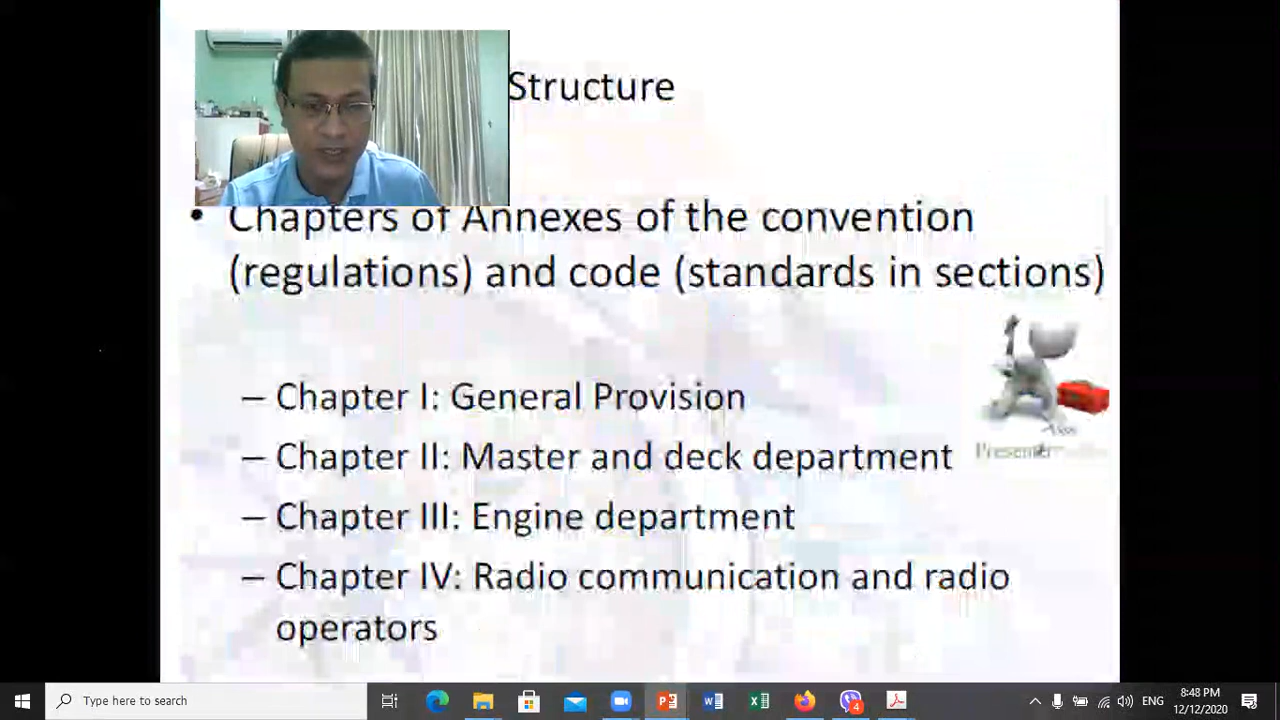 Structure
• Chapters of Annexes of the convention
(regulations) and code (standards in sections)
– Chapter I: General Provision
– Chapter II: Master and deck department
– Chapter III: Engine department
– Chapter IV: Radio communication and radio
operators
Type here to search
4
ENG
8:48 PM
12/12/2020